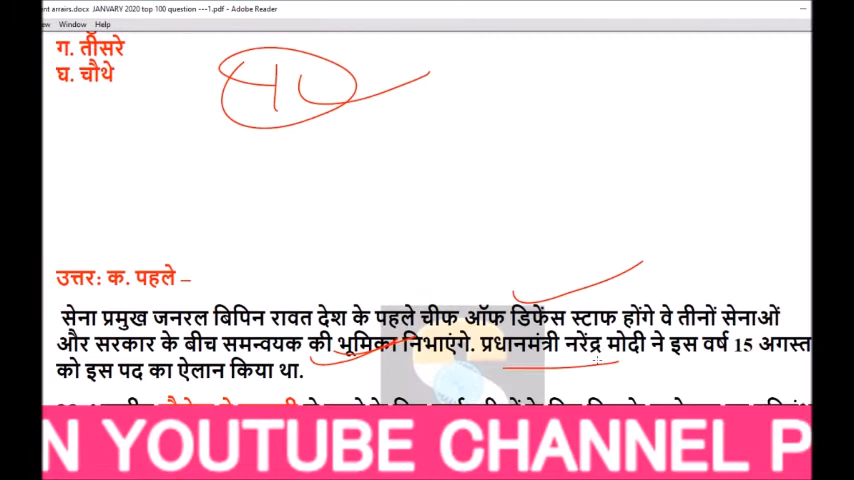 nt arrairs.docx JANVARY 2020 top 100 question ---1.pdf - Adobe Reader
ew Window Help
ग. तीसरे
घ. चौथे
उत्तर: क. पहले –
सेना प्रमुख जनरल बिपिन रावत देश के पहले चीफ ऑफ डिफेंस स्टाफ होंगे वे तीनों सेनाओं
और सरकार के बीच समन्वयक की भूमिका निभाएंगे. प्रधानमंत्री नरेंद्र मोदी ने इस वर्ष 15 अगस्त
को इस पद का ऐलान किया था.
N YOUTUBE CHANNEL P